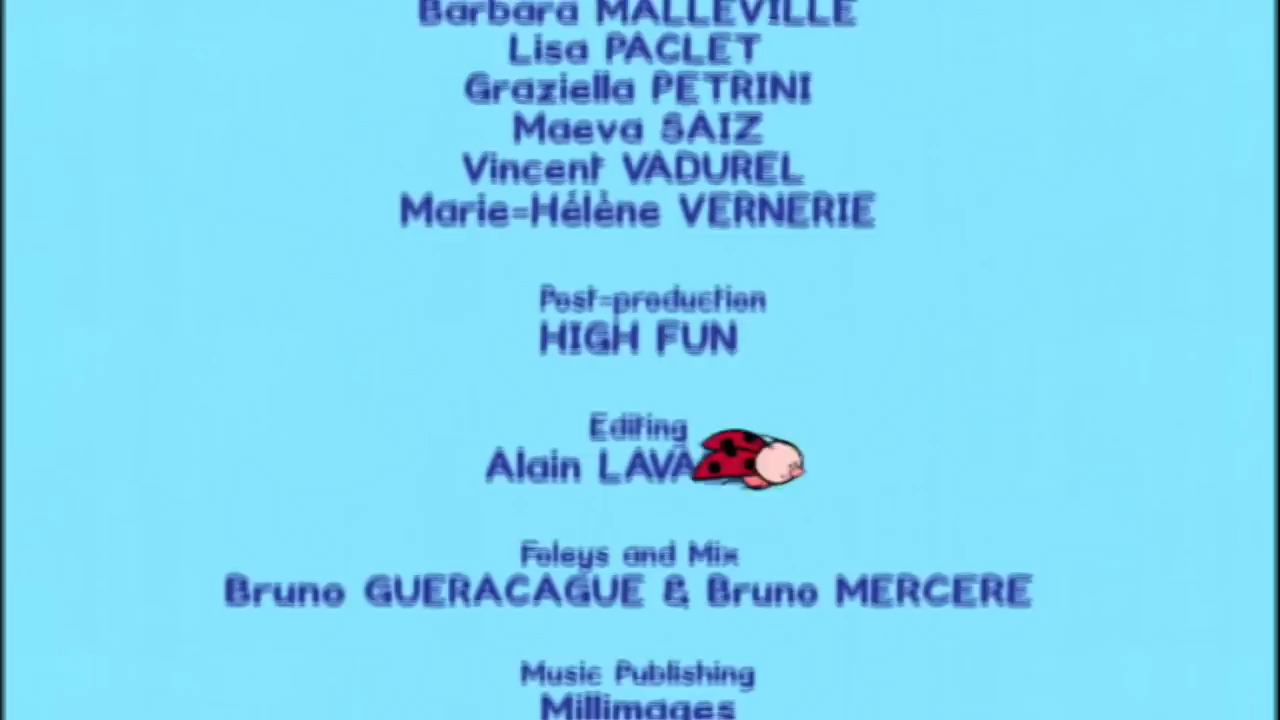 Barbara MALLEVILLE
Lisa PACLET
Graziella PETRINI
Maeva SAIZ
Vincent VADUREL
Marie-Hélène VERNERIE
Post-production
HIGH FUN
Editing
Alain
Foleys and Mix
Bruno GUERACAGUE & Bruno MERCERE
Music Publishing
Millimages